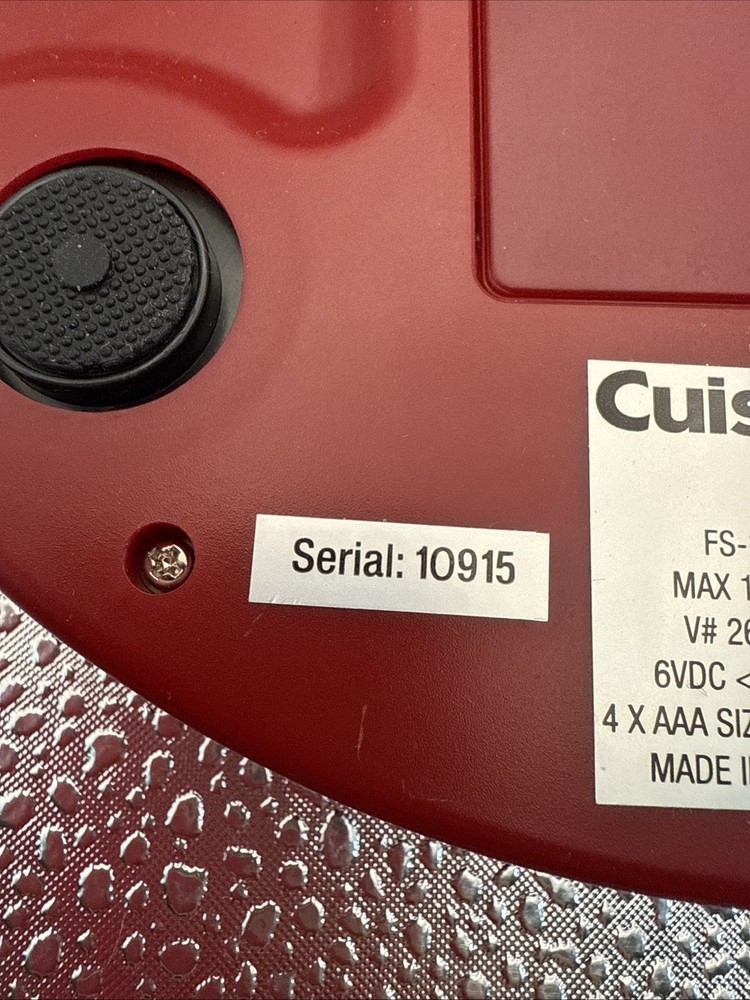 Serial: 10915
Cuis
FS-
MAX 1
V# 26
6VDC <
4 X AAA SIZ
MADE I